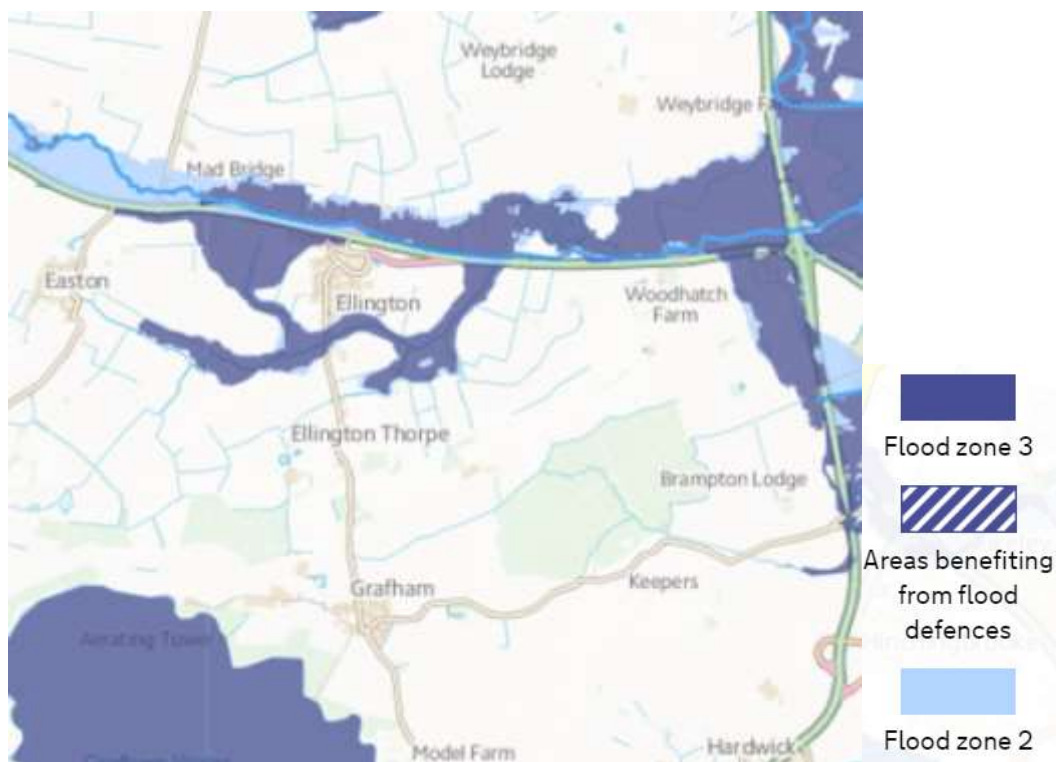 Weybridge
Lodge
Weybridge Fa
Mad Bridge
Easton
Ellington
Woodhatch
Farm
Ellington Thorpe
Brampton Lodge
Grafham
Keepers
Aerating Tower
Model Farm
Hardwick
Flood zone 3
Areas benefiting
from flood
defences
Flood zone 2